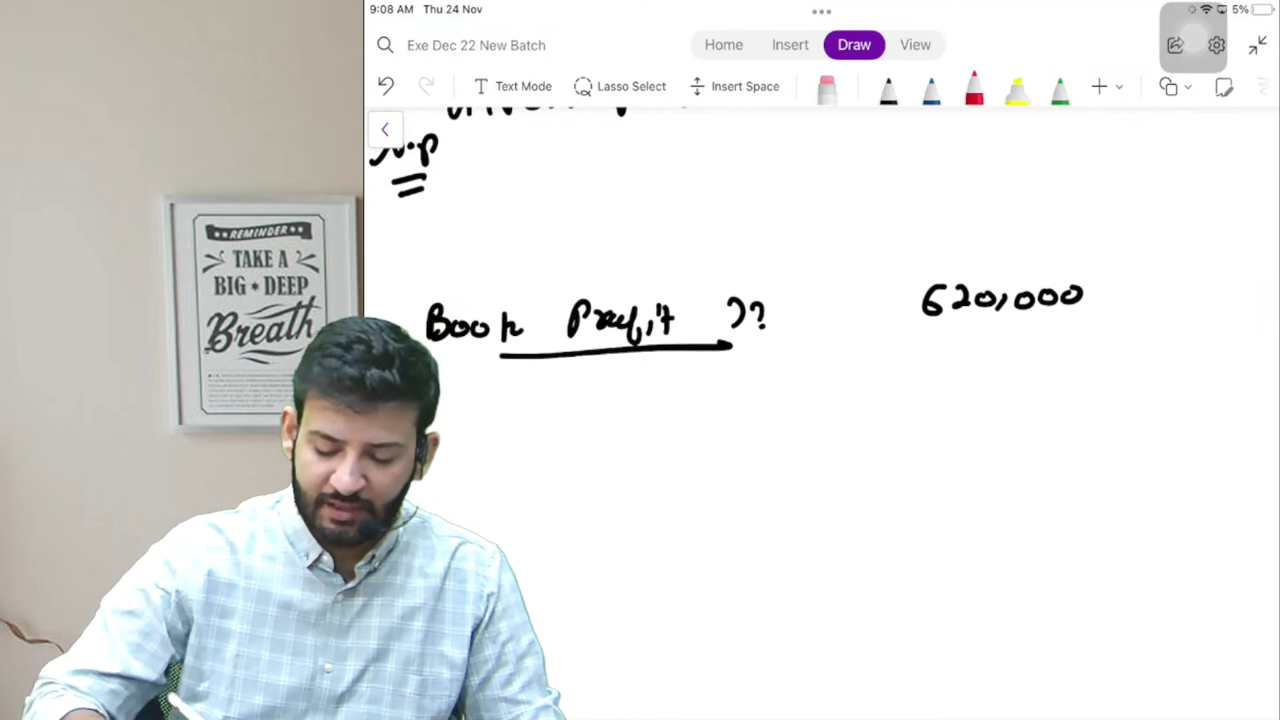 9:08 AM Thu 24 Nov
5%
Exe Dec 22 New Batch
Home Insert Draw View
Text Mode Lasso Select Insert Space
N.p
620,000
Book Profit ??
REMINDER
TAKE A
BIG DEEP
Breath